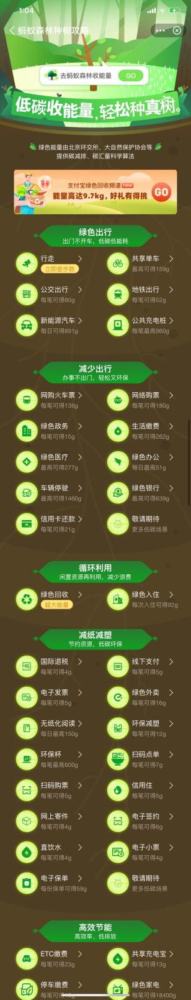 1:04
蚂蚁森林种树攻略
去蚂蚁森林收能量 GO
低碳收能量,轻松种真树。
绿色能量由北京环交所、大自然保护协会等
提供碳减排、碳汇量科学算法
支付宝绿色回收频道 new
能量高达9.7kg,好礼有得挑
GO
绿色出行
出门不开车,低碳低能耗
行走
立即查步数
共享单车
最高可得159g
公交出行
每笔可得80g
地铁出行
每笔可得52g
新能源汽车
每日可得891g
公共充电桩
每笔最高960g
减少出行
办事不出门,轻松又环保
网购火车票
每笔可得136g
网络购票
每笔可得180g
绿色政务
每笔可得15g
生活缴费
每笔可得262g
绿色医疗
最高可得277g
绿色办公
每日最高51g
车辆停驶
最高可得1460g
绿色银行
最高可得639g
信用卡还款
每笔可得21g
敬请期待
更多低碳场景
循环利用
闲置资源再利用,减少浪费
绿色回收
超大能量
绿色入住
每次入住可得92g
减纸减塑
节约资源,低碳环保
国际退税
每笔可得4g
线下支付
每笔可得5g
电子发票
每笔可得5g
绿色外卖
每笔可得16g
无纸化阅读
每日最高150g
环保减塑
每笔可得12g
环保杯
每笔最高600g
扫码点单
每笔可得7g
扫码购票
每笔可得5g
信用住
每笔可得5g
网上寄件
每笔可得4g
电子签约
每笔可得6g
直饮水
每笔可得4g
电子小票
每笔可得4g
电子保单
每份保单可得59g
敬请期待
更多低碳场景
高效节能
高效率、低排放
ETC缴费
每笔可得23g
共享充电宝
每笔可得13g
停车缴费
绿色家电
每笔可得18400g